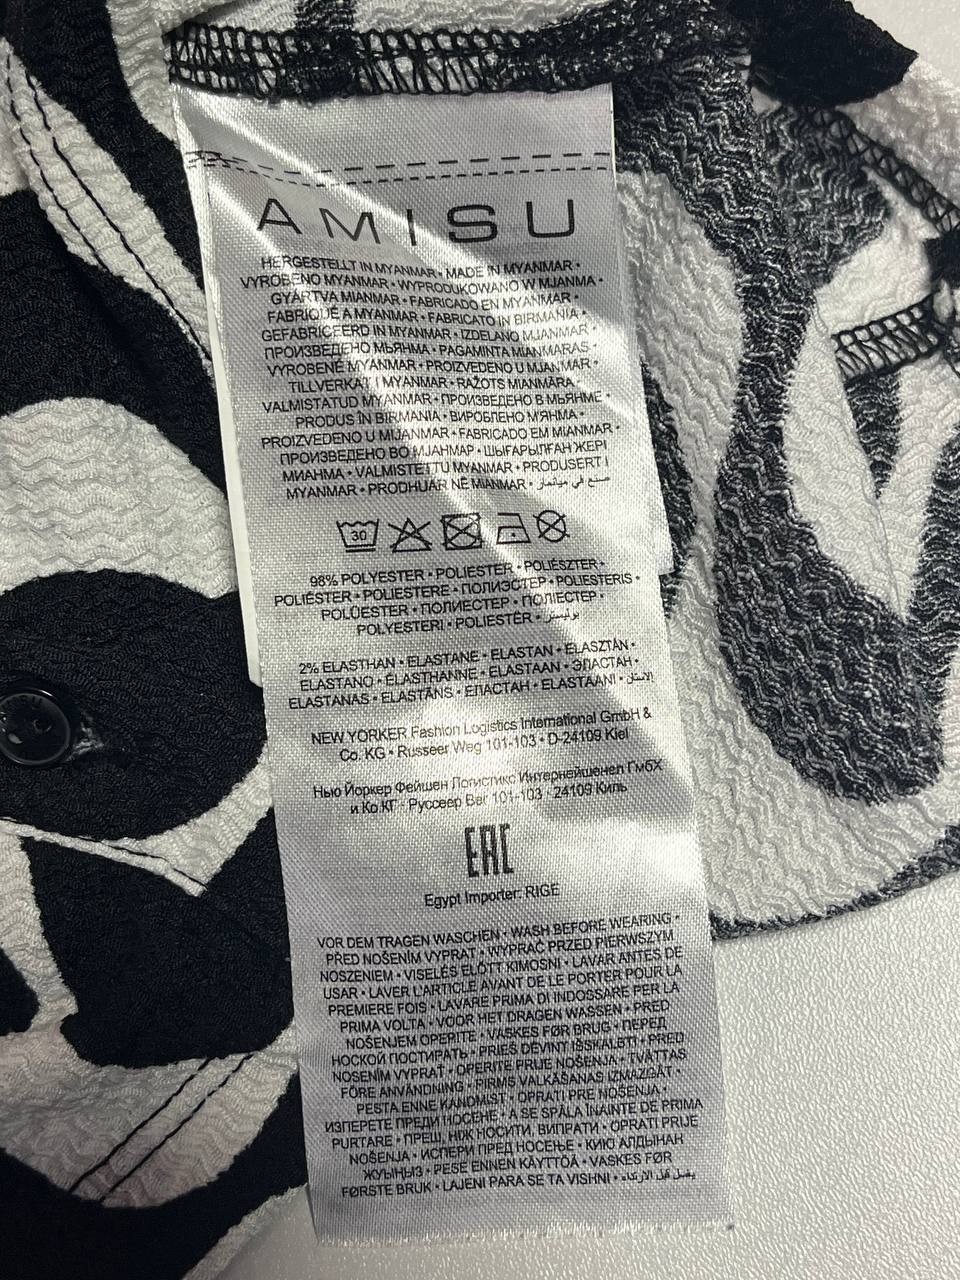 AMISU
HERGESTELLT IN MYANMAR • MADE IN MYANMAR •
VYROBENO MYANMAR • WYPRODUKOWANO W MJANMA •
GYÁRTVA MIANMAR • FABRICADO EN MYANMAR •
FABRIQUÉ A MYANMAR • FABRICATO IN BIRMANIA •
GEFABRICEERD IN MYANMAR • IZDELANO MJANMAR •
ПРОИЗВЕДЕНО МЬЯНМА • PAGAMINTA MIANMARAS •
VYROBENÉ MYANMAR • PROIZVEDENO U MJANMAR •
TILLVERKAT I MYANMAR • RAŽOTS MIANMĀRA •
VALMISTATUD MYANMAR • ПРОИЗВЕДЕНО В МЬЯНМЕ •
PRODUS ÎN BIRMANIA • ВИРОБЛЕНО М'ЯНМА •
PROIZVEDENO U MIJANMAR • FABRICADO EM MIANMAR •
ПРОИЗВЕДЕНО ВО МЈАНМАР • ШЫҒАРЫЛҒАН ЖЕРІ
МИАНМА • VALMISTETTU MYANMAR • PRODUSERT I
MYANMAR • PRODHUAR NË MIANMAR • صنع في ميانمار
30
98% POLYESTER • POLIESTER • POLIÉSZTER •
POLIÉSTER • POLIESTERE • ПОЛИЭСТЕР • POLIESTERIS •
POLÜESTER • ПОЛИЕСТЕР • ПОЛІЕСТЕР •
POLYESTERI • POLIESTËR • بوليستر
2% ELASTHAN • ELASTANE • ELASTAN • ELASZTÁN •
ELASTANO • ÉLASTHANNE • ELASTAAN • ЭЛАСТАН •
ELASTANAS • ELASTĀNS • ЕЛАСТАН • ELASTAANI • الاستان
NEW YORKER Fashion Logistics International GmbH &
Co. KG • Russeer Weg 101-103 • D-24109 Kiel
Нью Йоркер Фейшен Логистикс Интернейшенел ГмбХ
и Ко.КГ · Руссеер Вег 101-103 · 24109 Киль
EAC
Egypt Importer: RIGE
VOR DEM TRAGEN WASCHEN • WASH BEFORE WEARING •
PŘED NOŠENÍM VYPRAT • WYPRAĆ PRZED PIERWSZYM
NOSZENIEM • VISELÉS ELŐTT KIMOSNI • LAVAR ANTES DE
USAR • LAVER L'ARTICLE AVANT DE LE PORTER POUR LA
PREMIERE FOIS • LAVARE PRIMA DI INDOSSARE PER LA
PRIMA VOLTA • VOOR HET DRAGEN WASSEN • PRED
NOŠENJEM OPERITE • VASKES FØR BRUG • ПЕРЕД
НОСКОЙ ПОСТИРАТЬ • PRIEŠ DĖVINT IŠSKALBTI • PRED
NOSENÍM VYPRAŤ • OPERITE PRIJE NOŠENJA • TVÄTTAS
FÖRE ANVÄNDNING • PIRMS VALKĀŠANAS IZMAZGĀT •
PESTA ENNE KANDMIST • OPRATI PRE NOŠENJA •
ИЗПЕРЕТЕ ПРЕДИ НОСЕНЕ • A SE SPĂLA ÎNAINTE DE PRIMA
PURTARE • ПРЕШ, НІЖ НОСИТИ, ВИПРАТИ • OPRATI PRIJE
NOŠENJA • ИСПЕРИ ПРЕД НОСЕЊЕ • КИЮ АЛДЫНАН
ЖУЫҢЫЗ • PESE ENNEN KÄYTTÖÄ • VASKES FØR
FØRSTE BRUK • LAJENI PARA SE TA VISHNI • يغسل قبل الارتداء